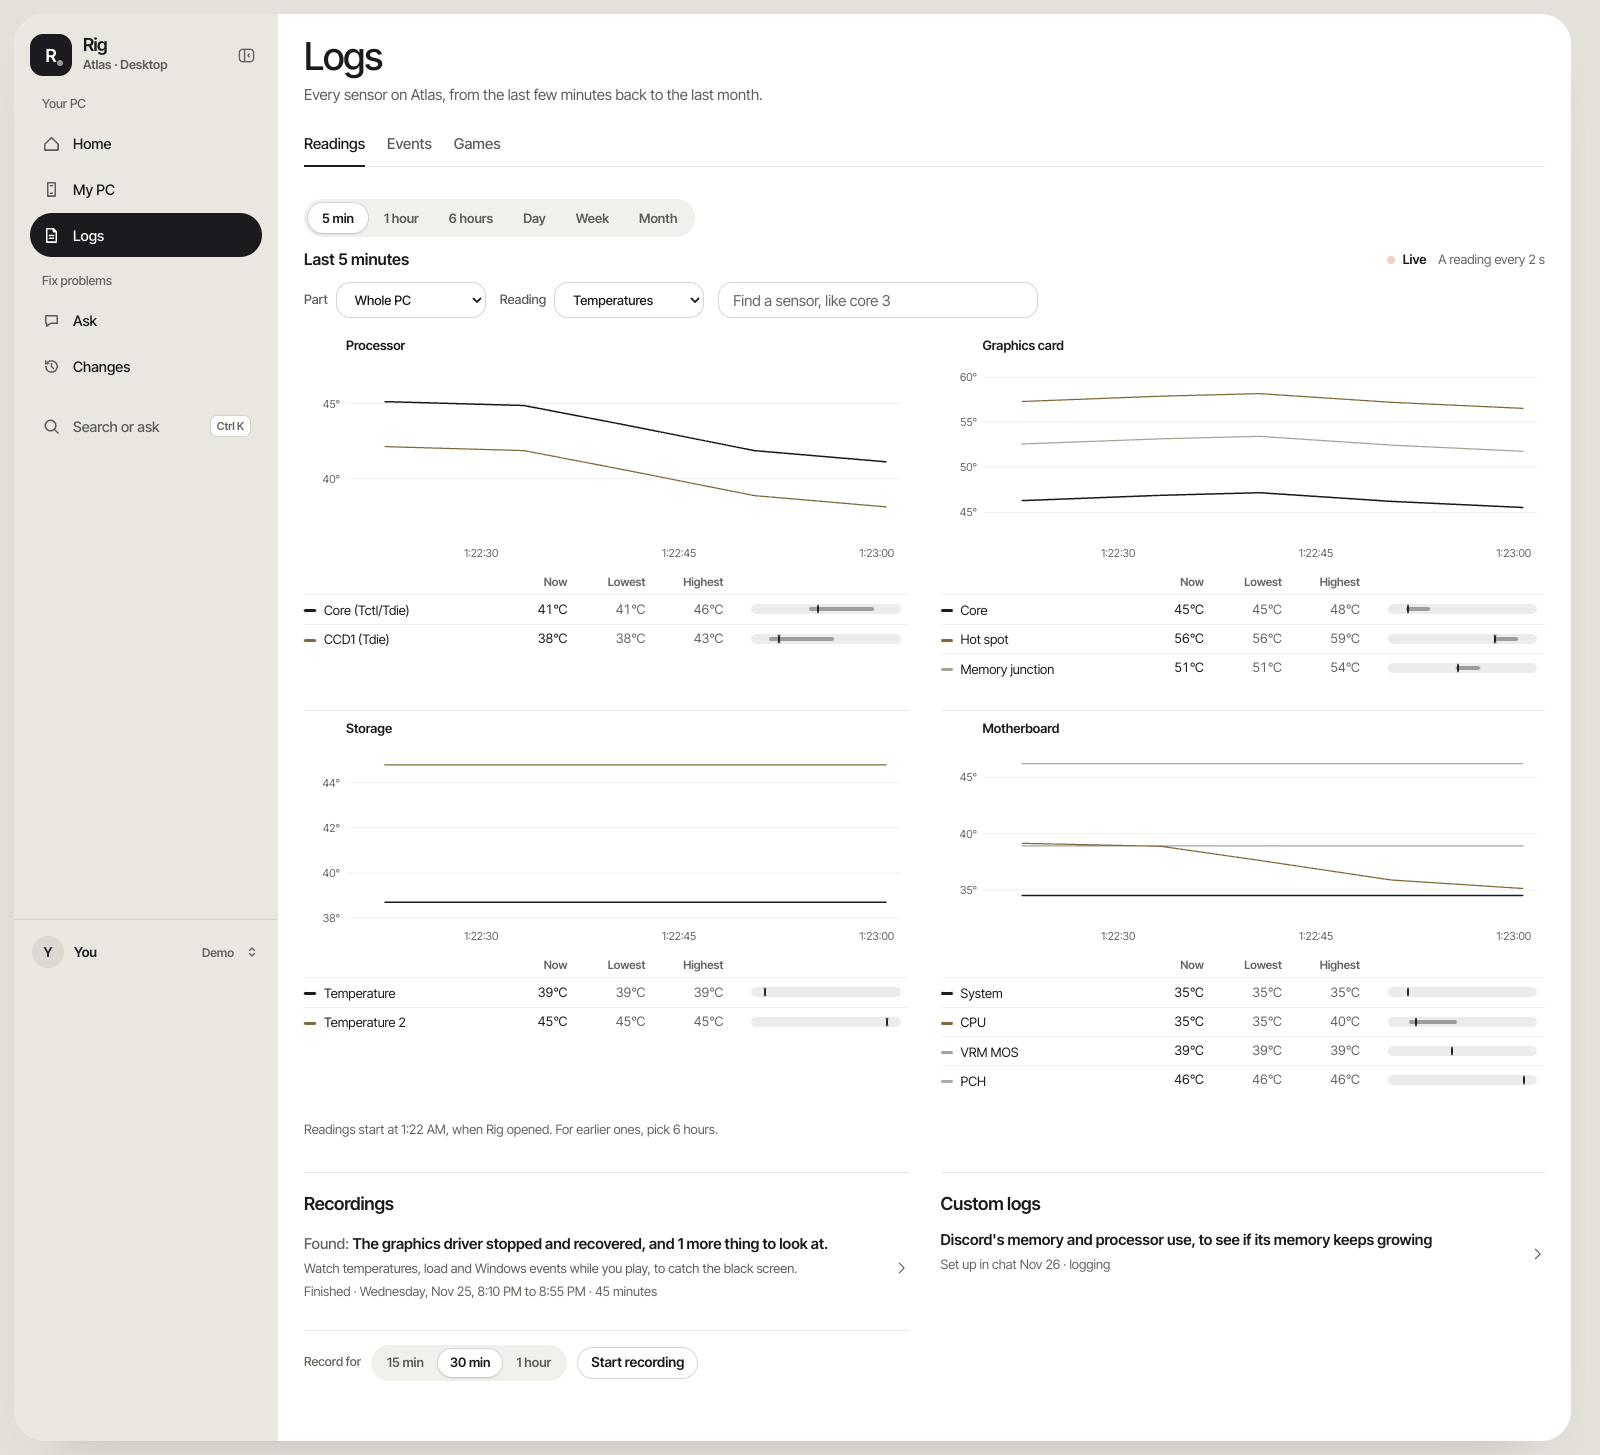 R.
Rig
Atlas · Desktop
Your PC
Home
My PC
Logs
Fix problems
Ask
Changes
Search or ask
Ctrl K
Y
You
Demo
Logs
Every sensor on Atlas, from the last few minutes back to the last month.
Readings Events Games
5 min 1 hour 6 hours Day Week Month
Last 5 minutes
Live A reading every 2 s
Part Whole PC Reading Temperatures Find a sensor, like core 3
Processor
45°
40°
1:22:30 1:22:45 1:23:00
Now Lowest Highest
Core (Tctl/Tdie) 41°C 41°C 46°C
CCD1 (Tdie) 38°C 38°C 43°C
Graphics card
60°
55°
50°
45°
1:22:30 1:22:45 1:23:00
Now Lowest Highest
Core 45°C 45°C 48°C
Hot spot 56°C 56°C 59°C
Memory junction 51°C 51°C 54°C
Storage
44°
42°
40°
38°
1:22:30 1:22:45 1:23:00
Now Lowest Highest
Temperature 39°C 39°C 39°C
Temperature 2 45°C 45°C 45°C
Motherboard
45°
40°
35°
1:22:30 1:22:45 1:23:00
Now Lowest Highest
System 35°C 35°C 35°C
CPU 35°C 35°C 40°C
VRM MOS 39°C 39°C 39°C
PCH 46°C 46°C 46°C
Readings start at 1:22 AM, when Rig opened. For earlier ones, pick 6 hours.
Recordings
Found: The graphics driver stopped and recovered, and 1 more thing to look at.
Watch temperatures, load and Windows events while you play, to catch the black screen.
Finished · Wednesday, Nov 25, 8:10 PM to 8:55 PM · 45 minutes
Record for 15 min 30 min 1 hour Start recording
Custom logs
Discord's memory and processor use, to see if its memory keeps growing
Set up in chat Nov 26 · logging